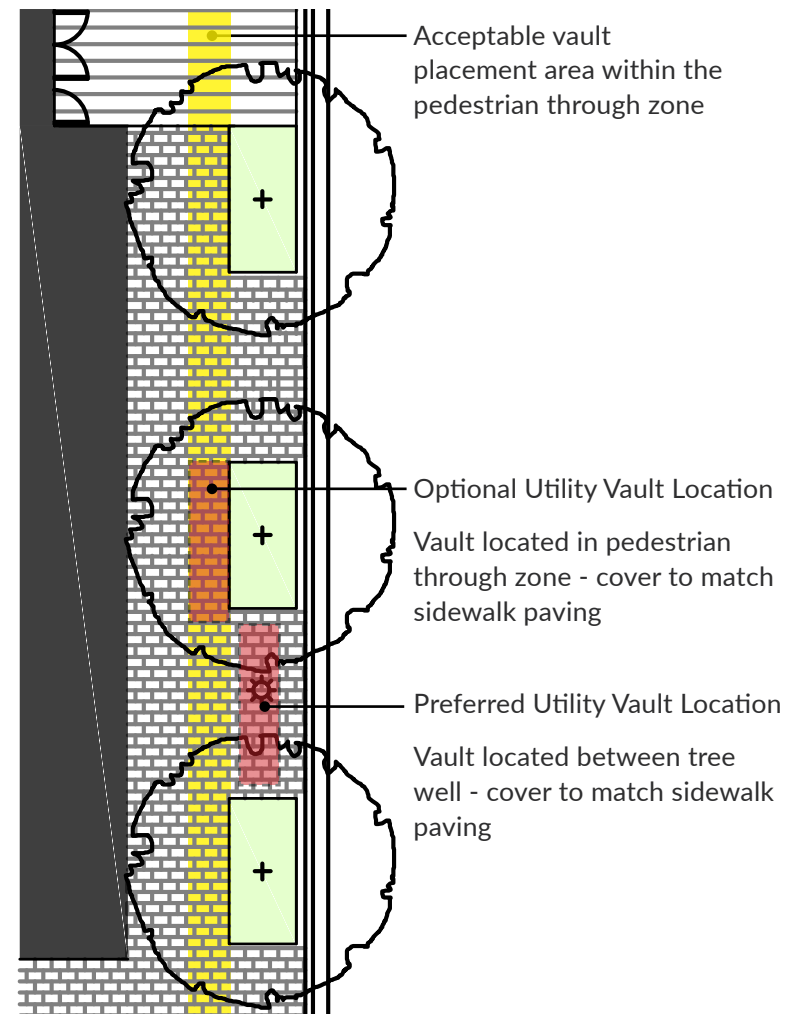 Acceptable vault
placement area within the
pedestrian through zone
Optional Utility Vault Location
Vault located in pedestrian
through zone - cover to match
sidewalk paving
Preferred Utility Vault Location
Vault located between tree
well - cover to match sidewalk
paving